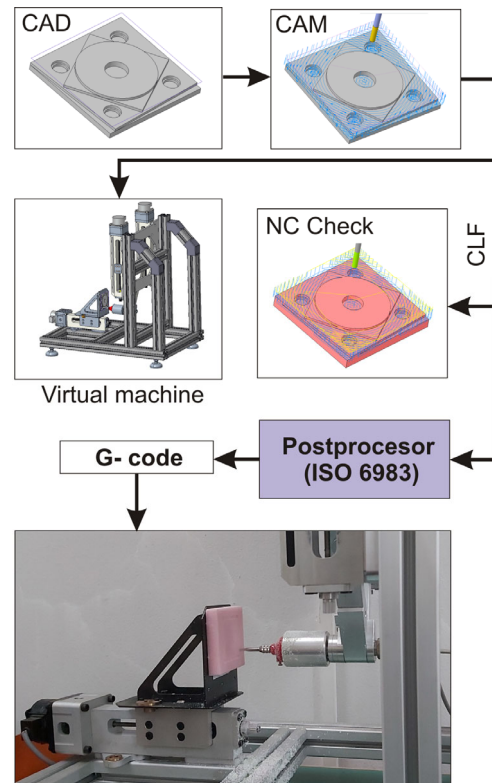 CAD
CAM
NC Check
CLF
Virtual machine
Postprocesor
(ISO 6983)
G- code